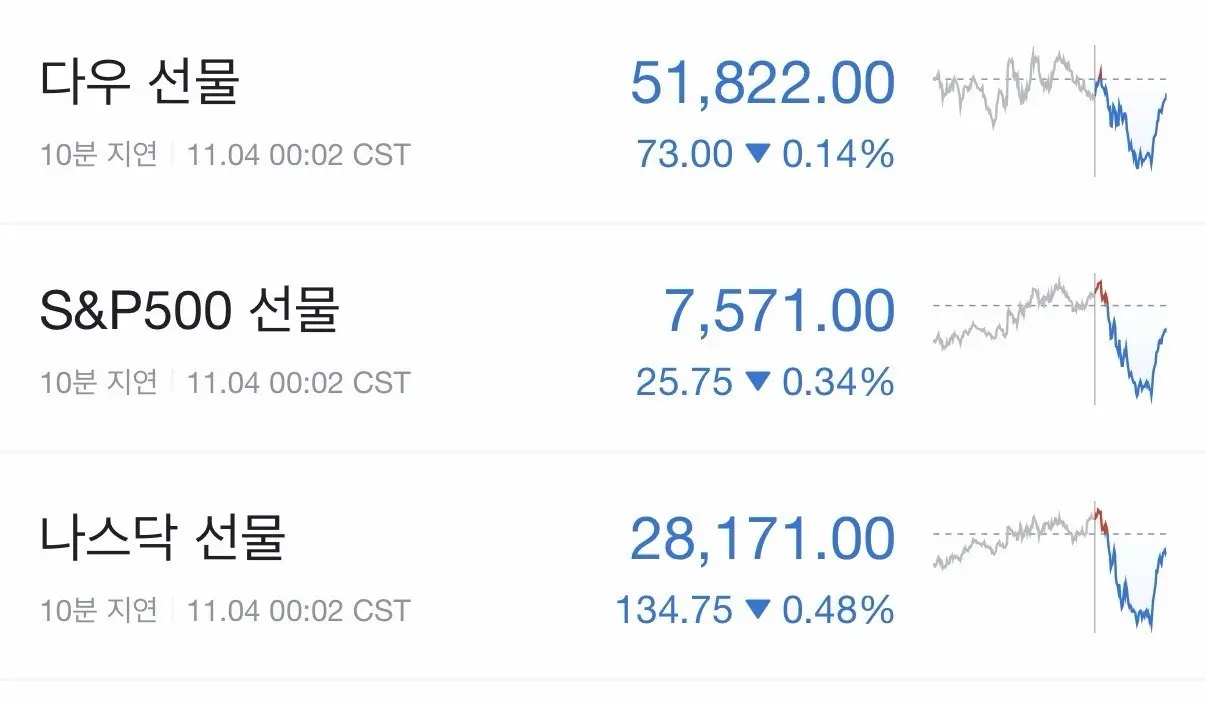 다우 선물
51,822.00
10분 지연 11.04 00:02 CST
73.00 ▼ 0.14%
S&P500 선물
7,571.00
10분 지연 11.04 00:02 CST
25.75 ▼ 0.34%
나스닥 선물
28,171.00
10분 지연 11.04 00:02 CST
134.75 ▼ 0.48%